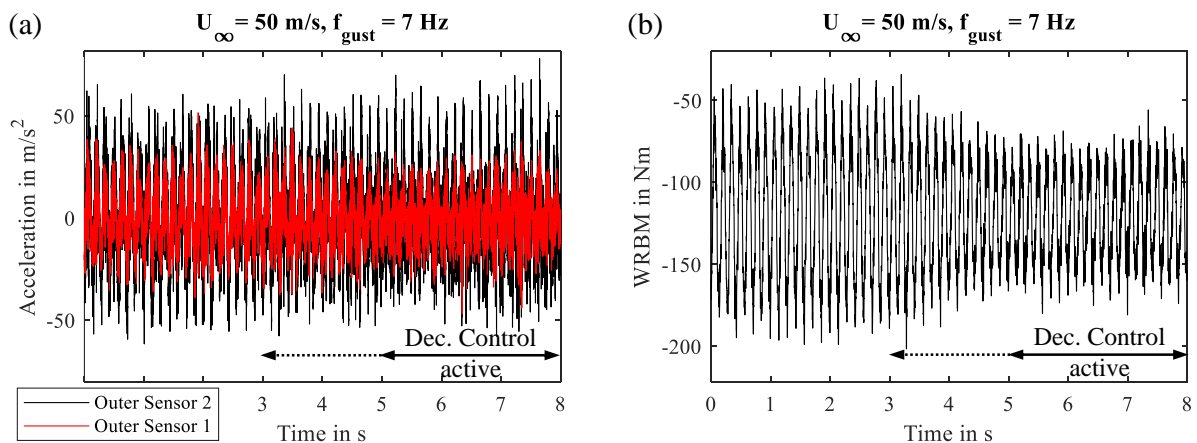 (a)
U∞ = 50 m/s, fgust = 7 Hz
Acceleration in m/s²
50
0
-50
Dec. Control
active
3 4 5 6 7 8
Time in s
Outer Sensor 2
Outer Sensor 1
(b)
U∞ = 50 m/s, fgust = 7 Hz
WRBM in Nm
-50
-100
-150
-200
Dec. Control
active
0 1 2 3 4 5 6 7 8
Time in s